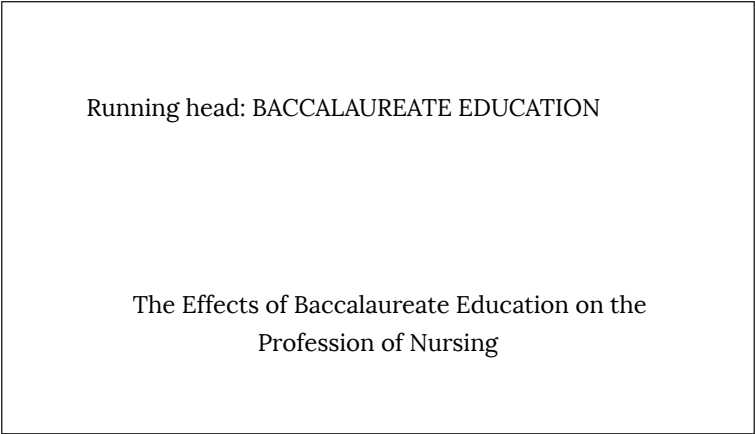 Running head: BACCALAUREATE EDUCATION
The Effects of Baccalaureate Education on the
Profession of Nursing